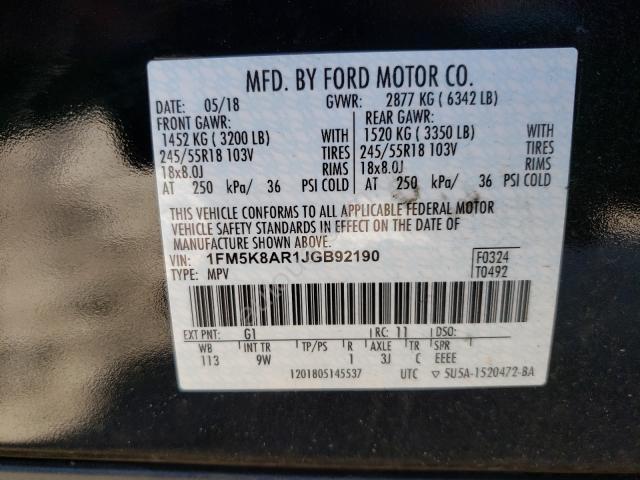 MFD. BY FORD MOTOR CO.
DATE: 05/18 GVWR: 2877 KG ( 6342 LB)
FRONT GAWR: REAR GAWR:
1452 KG ( 3200 LB) 1520 KG ( 3350 LB)
245/55R18 103V TIRES 245/55R18 103V TIRES
18x8.0J RIMS 18x8.0J RIMS
AT 250 kPa/ 36 PSI COLD AT 250 kPa/ 36 PSI COLD
THIS VEHICLE CONFORMS TO ALL APPLICABLE FEDERAL MOTOR
VEHICLE SAFETY STANDARDS IN EFFECT ON THE DATE OF
MANUFACTURE SHOWN ABOVE.
VIN: 1FM5K8AR1JGB92190 F0324
TYPE: MPV T0492
EXT PNT: G1 RC: 11 DSO:
WB INT TR TP/PS R AXLE TR SPR
113 9W 1 3J C EEEE
1201805145537 UTC ▽ 5U5A-1520472-BA